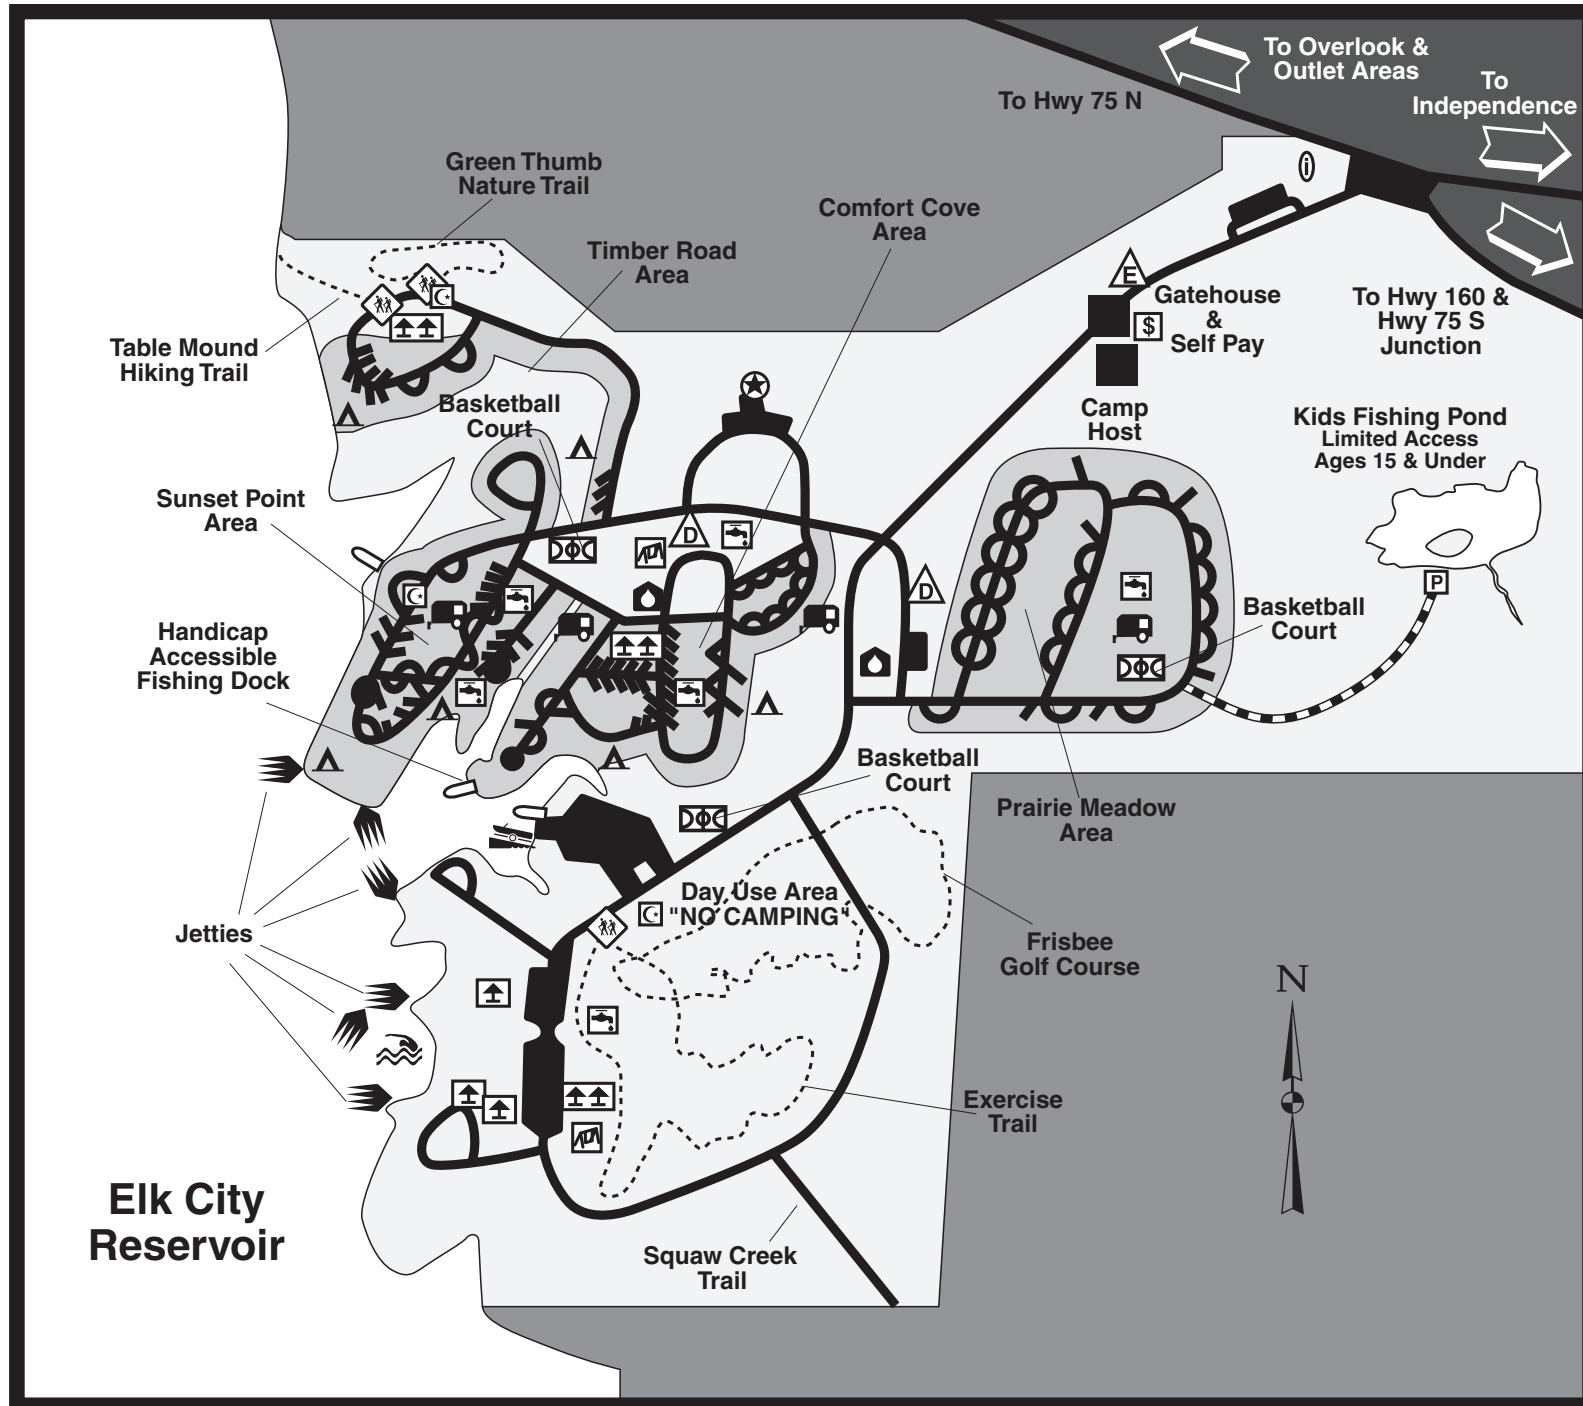 To Overlook &
Outlet Areas
To
Independence
To Hwy 75 N
i
Green Thumb
Nature Trail
Comfort Cove
Area
Timber Road
Area
E
Gatehouse
&
Self Pay
$
To Hwy 160 &
Hwy 75 S
Junction
Table Mound
Hiking Trail
Camp
Host
Basketball
Court
Kids Fishing Pond
Limited Access
Ages 15 & Under
Sunset Point
Area
D
D
P
Basketball
Court
Handicap
Accessible
Fishing Dock
Basketball
Court
Prairie Meadow
Area
Day Use Area
"NO CAMPING"
Jetties
Frisbee
Golf Course
N
Exercise
Trail
Elk City
Reservoir
Squaw Creek
Trail